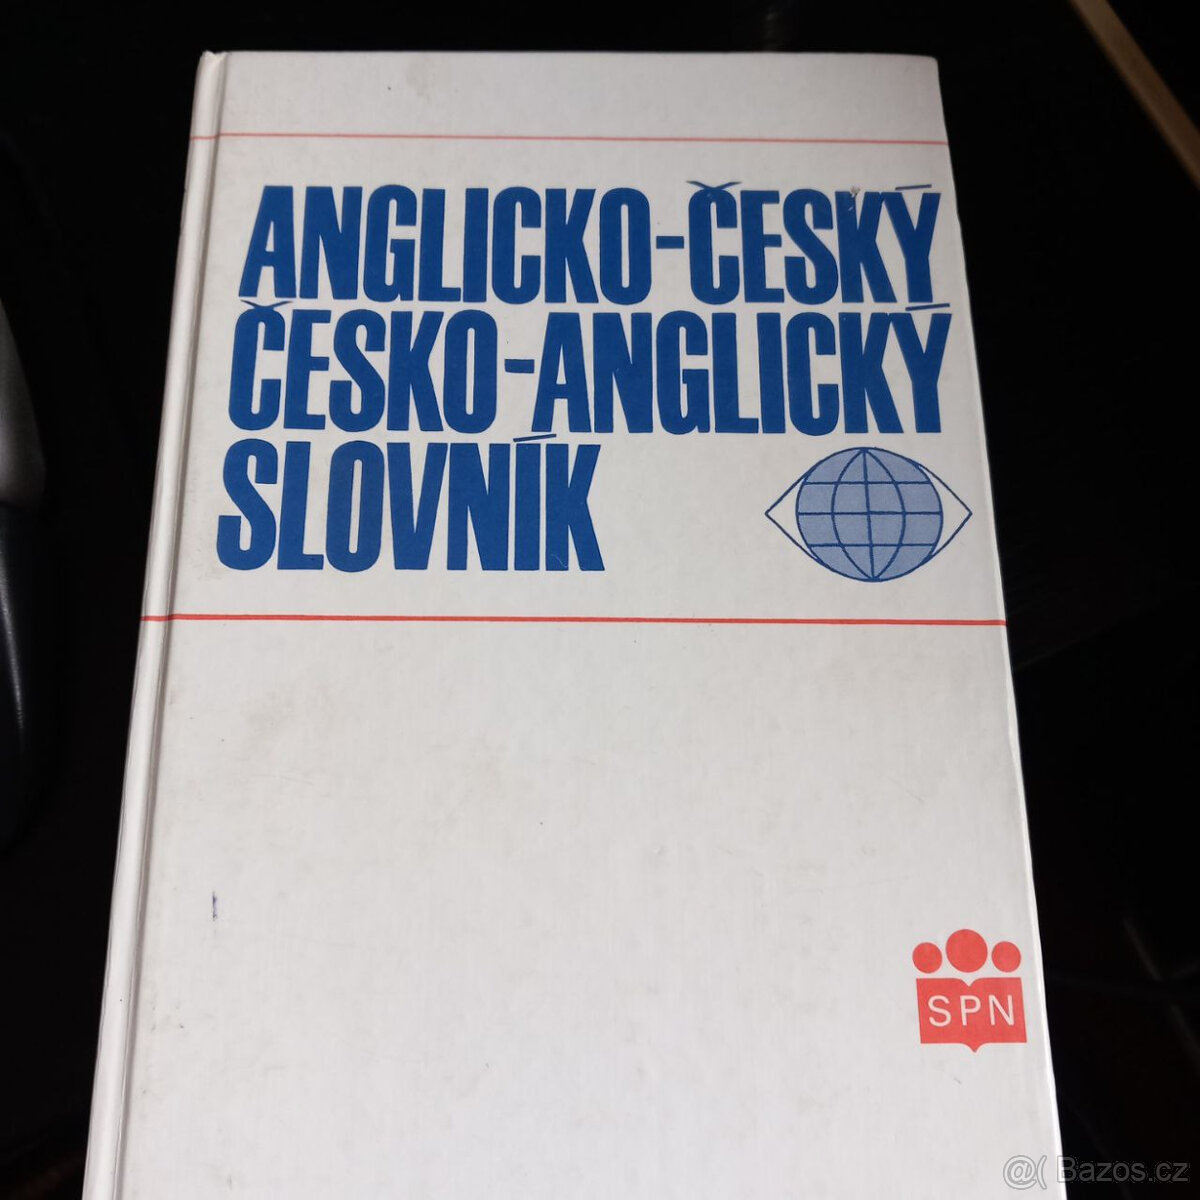 ANGLICKO-ČESKÝ
ČESKO-ANGLICKÝ
SLOVNÍK
SPN
@( Bazos.cz